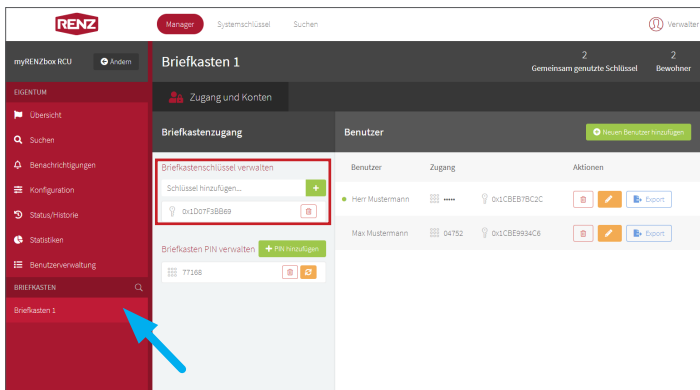 RENZ
Manager Systemschlüssel Suchen Verwalter
myRENZbox RCU Ändern
Briefkasten 1
2 Gemeinsam genutzte Schlüssel
2 Bewohner
EIGENTUM
Übersicht
Suchen
Benachrichtigungen
Konfiguration
Status/Historie
Statistiken
Benutzerverwaltung
BRIEFKASTEN
Briefkasten 1
Zugang und Konten
Briefkastenzugang
Briefkastenschlüssel verwalten
Schlüssel hinzufügen...
0x1D07F3BB69
Briefkasten PIN verwalten + PIN hinzufügen
77168
Benutzer Neuen Benutzer hinzufügen
Benutzer Zugang Aktionen
Herr Mustermann ••••• 0x1CBEB7BC2C Export
Max Mustermann 04752 0x1CBE9934C6 Export